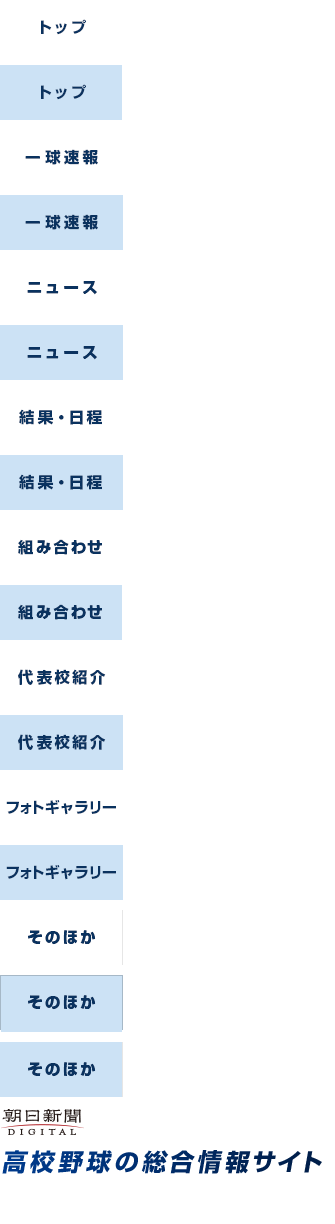 トップ
トップ
一球速報
一球速報
ニュース
ニュース
結果・日程
結果・日程
組み合わせ
組み合わせ
代表校紹介
代表校紹介
フォトギャラリー
フォトギャラリー
そのほか
そのほか
そのほか
朝日新聞
DIGITAL
高校野球の総合情報サイト